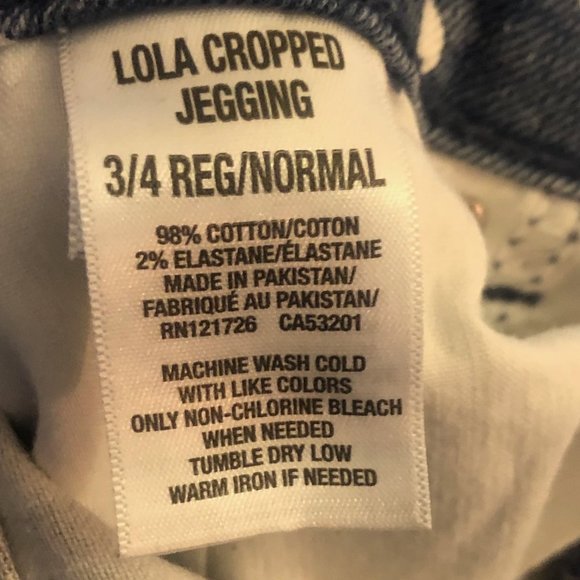 LOLA CROPPED
JEGGING
3/4 REG/NORMAL
98% COTTON/COTON
2% ELASTANE/ÉLASTANE
MADE IN PAKISTAN/
FABRIQUÉ AU PAKISTAN/
RN121726 CA53201
MACHINE WASH COLD
WITH LIKE COLORS
ONLY NON-CHLORINE BLEACH
WHEN NEEDED
TUMBLE DRY LOW
WARM IRON IF NEEDED